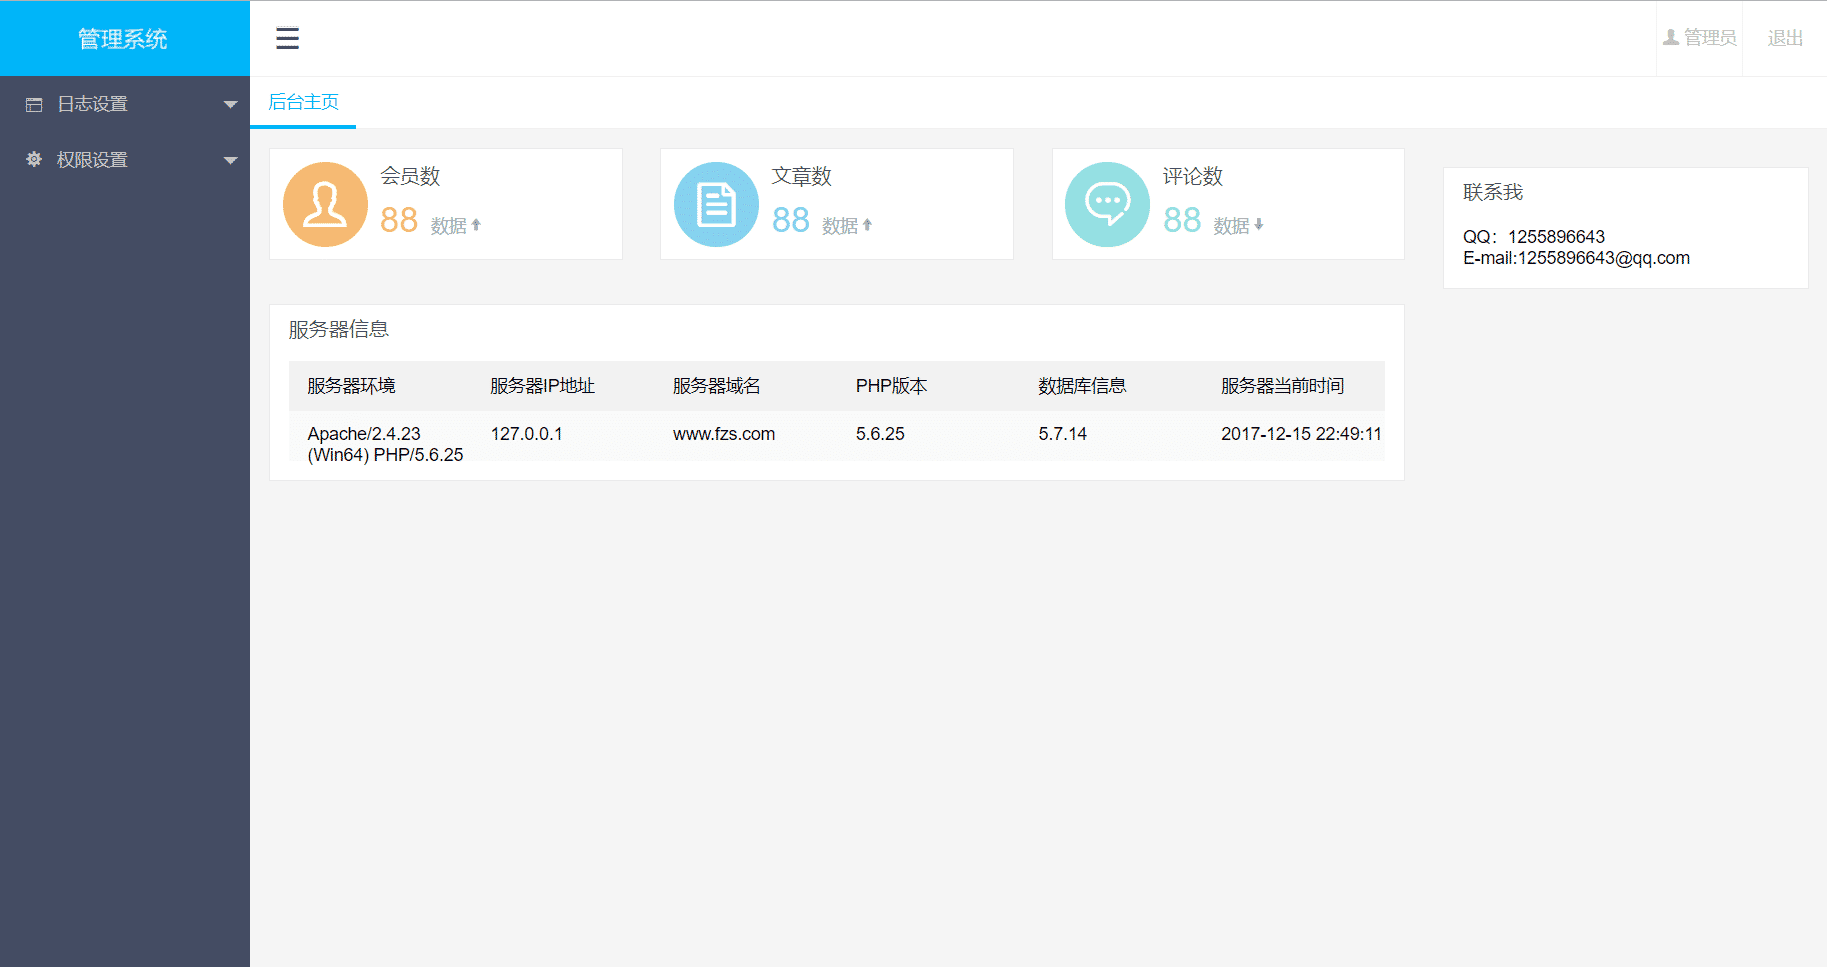 管理系统
管理员
退出
日志设置
权限设置
后台主页
会员数
88 数据
文章数
88 数据
评论数
88 数据
联系我
QQ：1255896643
E-mail:1255896643@qq.com
服务器信息
服务器环境 服务器IP地址 服务器域名 PHP版本 数据库信息 服务器当前时间
Apache/2.4.23 127.0.0.1 www.fzs.com 5.6.25 5.7.14 2017-12-15 22:49:11
(Win64) PHP/5.6.25